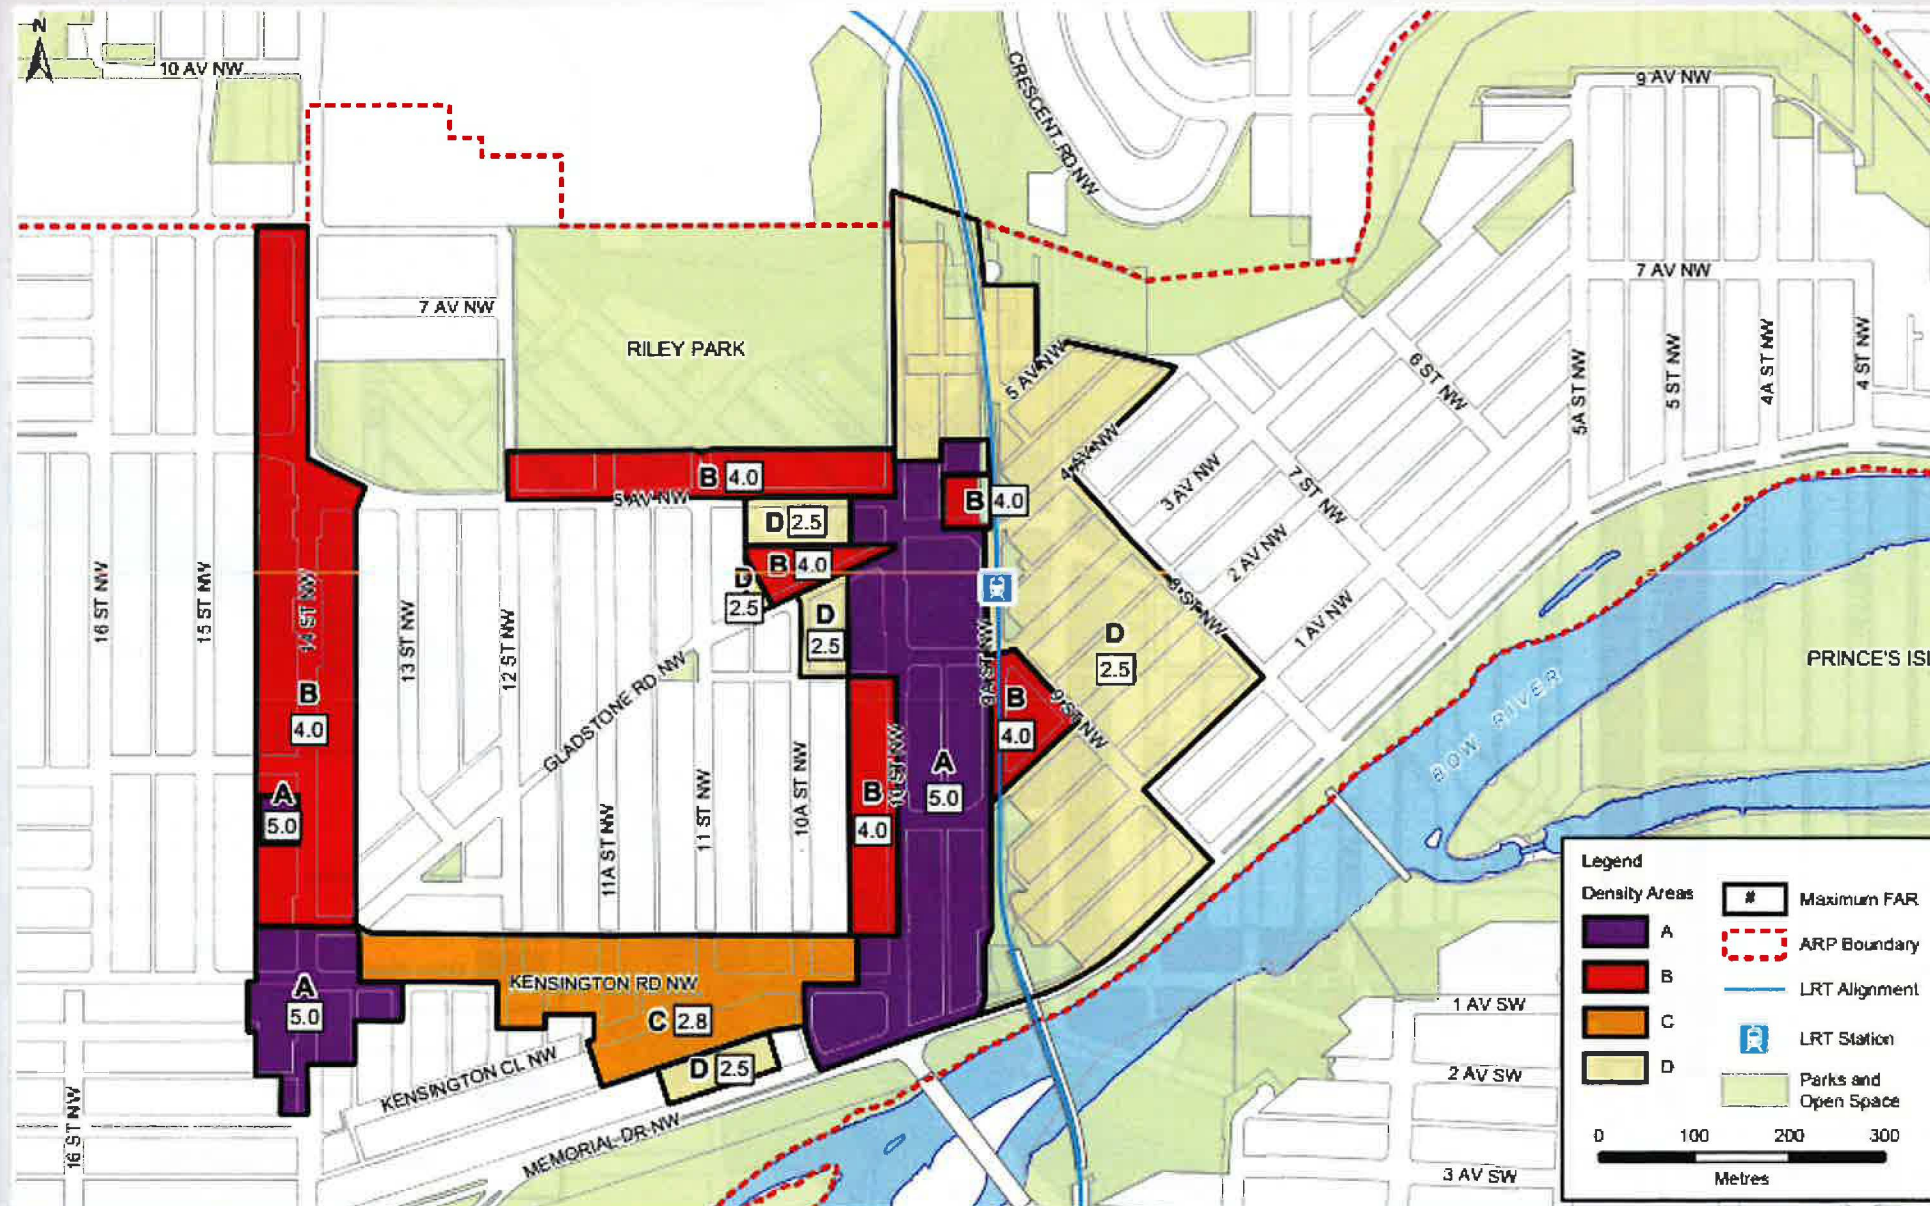 N
10 AV NW
CRESCENT RD NW
9 AV NW
7 AV NW
7 AV NW
RILEY PARK
5 AV NW
6 ST NW
5A ST NW
5 ST NW
4A ST NW
4 ST NW
4 AV NW
3 AV NW
7 ST NW
B 4.0
5 AV NW
B 4.0
D 2.5
B 4.0
D
2.5
D
2.5
2 AV NW
8 ST NW
1 AV NW
16 ST NW
15 ST NW
14 ST NW
13 ST NW
12 ST NW
GLADSTONE RD NW
9A ST NW
D
2.5
PRINCE'S ISL
B
4.0
B
4.0
9 ST NW
BOW RIVER
A
5.0
11A ST NW
11 ST NW
10A ST NW
B
4.0
10 ST NW
A
5.0
KENSINGTON RD NW
A
5.0
C 2.8
D 2.5
KENSINGTON CL NW
MEMORIAL DR NW
16 ST NW
1 AV SW
2 AV SW
3 AV SW
Legend
Density Areas
A
B
C
D
# Maximum FAR
ARP Boundary
LRT Alignment
LRT Station
Parks and
Open Space
0 100 200 300
Metres